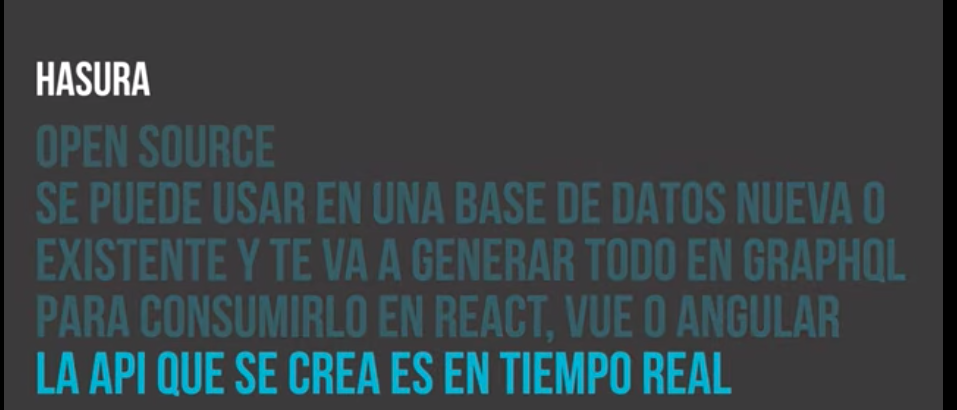 HASURA
OPEN SOURCE
SE PUEDE USAR EN UNA BASE DE DATOS NUEVA O
EXISTENTE Y TE VA A GENERAR TODO EN GRAPHQL
PARA CONSUMIRLO EN REACT, VUE O ANGULAR
LA API QUE SE CREA ES EN TIEMPO REAL